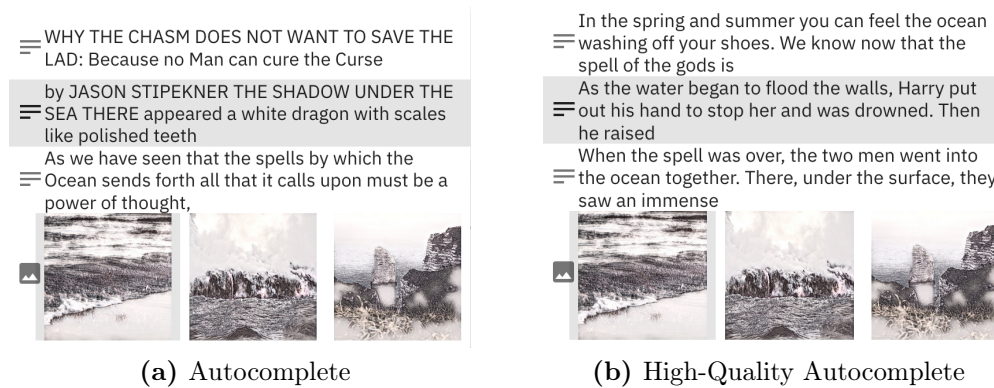 WHY THE CHASM DOES NOT WANT TO SAVE THE
LAD: Because no Man can cure the Curse
by JASON STIPEKNER THE SHADOW UNDER THE
SEA THERE appeared a white dragon with scales
like polished teeth
As we have seen that the spells by which the
Ocean sends forth all that it calls upon must be a
power of thought,
(a) Autocomplete
In the spring and summer you can feel the ocean
washing off your shoes. We know now that the
spell of the gods is
As the water began to flood the walls, Harry put
out his hand to stop her and was drowned. Then
he raised
When the spell was over, the two men went into
the ocean together. There, under the surface, they
saw an immense
(b) High-Quality Autocomplete